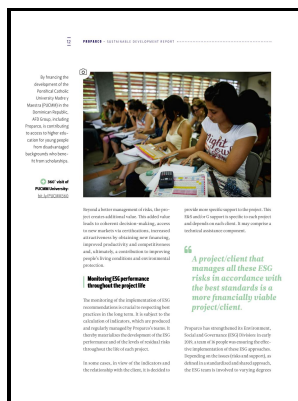 PROPARCO - SUSTAINABLE DEVELOPMENT REPORT
By financing the
development of the
Pontifical Catholic
University Madre y
Maestra (PUCMM) in the
Dominican Republic,
AFD Group, including
Proparco, is contributing
to access to higher edu-
cation for young people
from disadvantaged
backgrounds who bene-
fit from scholarships.
360° visit of
PUCMM University:
Beyond a better management of risks, the pro-
ject creates additional value. This added value
leads to coherent decision-making, access
to new markets via certifications, increased
attractiveness by obtaining new financing,
improved productivity and competitiveness
and, ultimately, a contribution to improving
people's living conditions and environmental
protection.
Monitoring ESG performance
throughout the project life
The monitoring of the implementation of ESG
recommendations is crucial to respecting best
practices in the long term. It is subject to the
calculation of indicators, which are produced
and regularly managed by Proparco's teams. It
thereby materialises the development of the ESG
performance and of the levels of residual risks
throughout the life of each project.
In some cases, in view of the indicators and
the relationship with the client, it is decided to
provide more specific support to the project. This
E&S and/or G support is specific to each project
and depends on each client. It may comprise a
technical assistance component.
“
A project/client that
manages all these ESG
risks in accordance with
the best standards is a
more financially viable
project/client.
Proparco has strengthened its Environment,
Social and Governance (ESG) Division. In early
2019, a team of 16 people was ensuring the effec-
tive implementation of these ESG approaches.
Depending on the issues (risks and support), as
defined in a standardised and shared approach,
the ESG team is involved to varying degrees